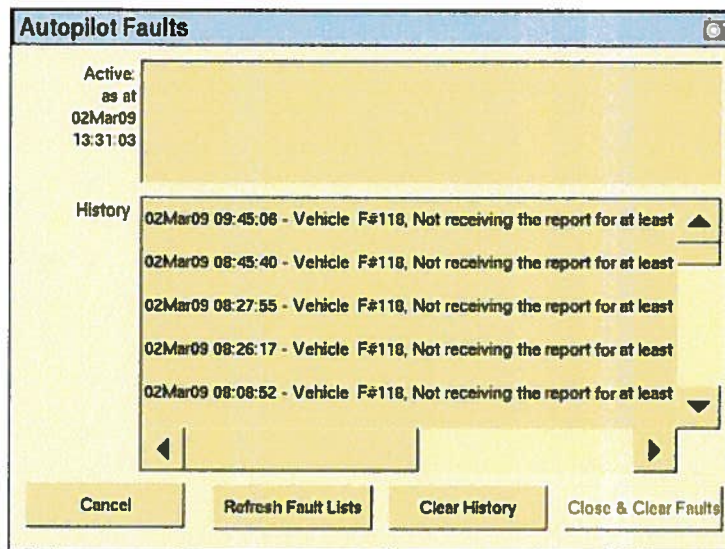 Autopilot Faults
Active:
as at
02Mar09
13:31:03
History
02Mar09 09:45:06 - Vehicle F#118, Not receiving the report for at least
02Mar09 08:45:40 - Vehicle F#118, Not receiving the report for at least
02Mar09 08:27:55 - Vehicle F#118, Not receiving the report for at least
02Mar09 08:26:17 - Vehicle F#118, Not receiving the report for at least
02Mar09 08:08:52 - Vehicle F#118, Not receiving the report for at least
Cancel
Refresh Fault Lists
Clear History
Close & Clear Faults